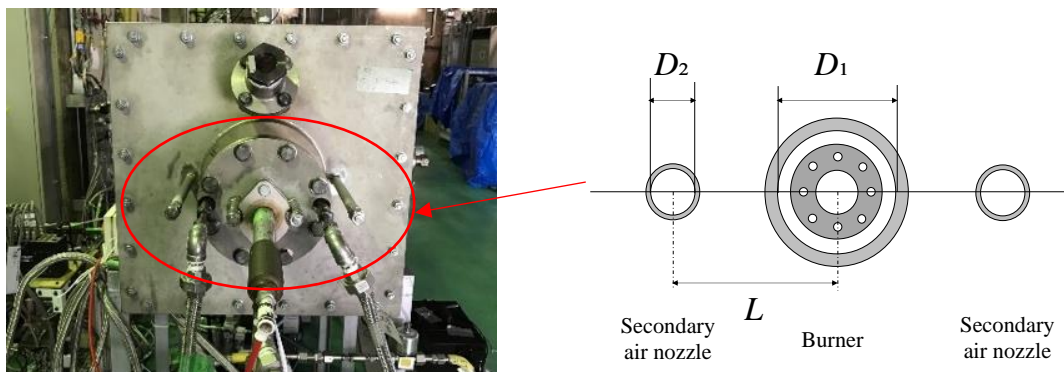 D2
D1
L
Secondary
air nozzle
Burner
Secondary
air nozzle